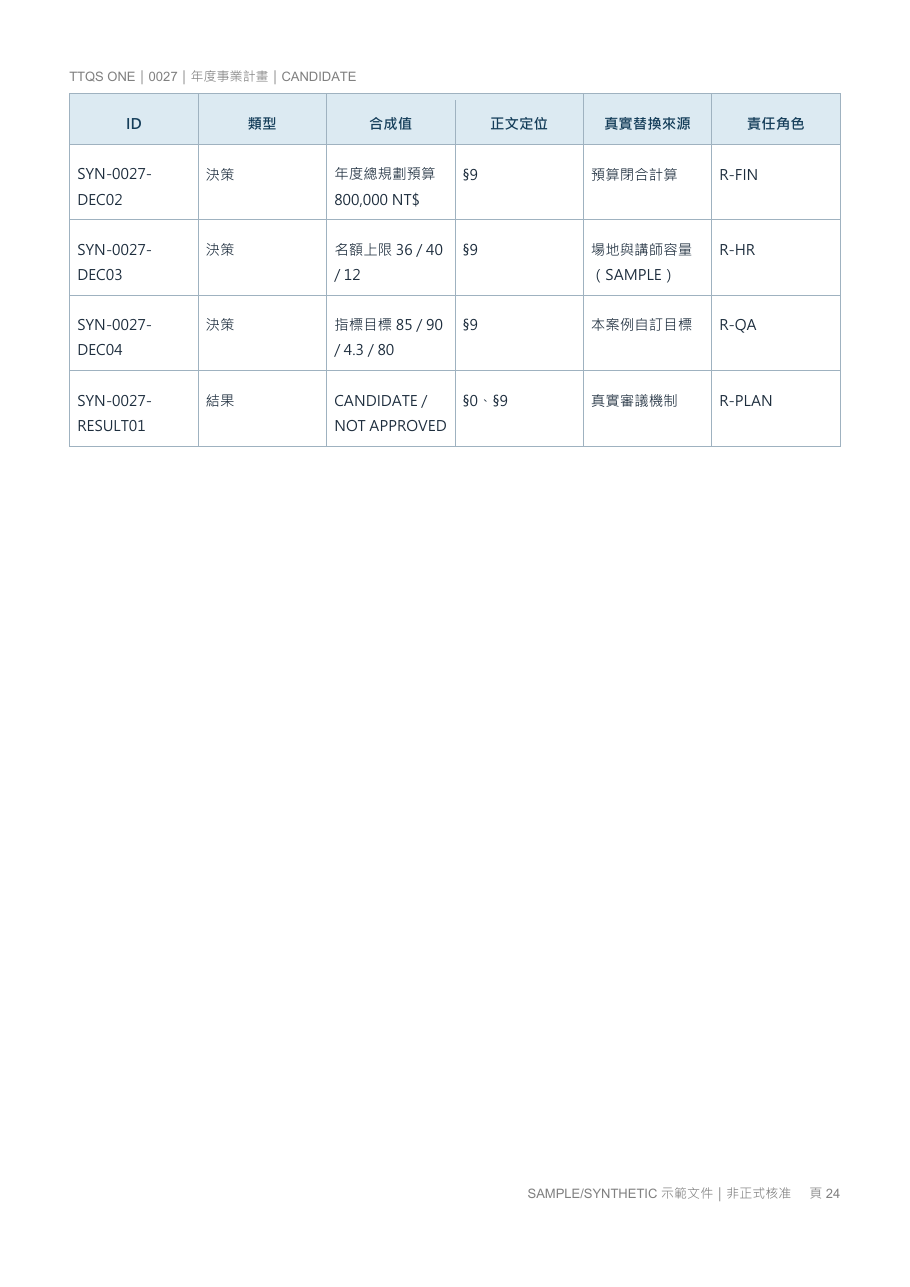 TTQS ONE｜0027｜年度事業計畫｜CANDIDATE
ID 類型 合成值 正文定位 真實替換來源 責任角色
SYN-0027- 決策 年度總規劃預算 §9 預算閉合計算 R-FIN
DEC02 800,000 NT$
SYN-0027- 決策 名額上限 36 / 40 §9 場地與講師容量 R-HR
DEC03 / 12 （SAMPLE）
SYN-0027- 決策 指標目標 85 / 90 §9 本案例自訂目標 R-QA
DEC04 / 4.3 / 80
SYN-0027- 結果 CANDIDATE / §0、§9 真實審議機制 R-PLAN
RESULT01 NOT APPROVED
SAMPLE/SYNTHETIC 示範文件｜非正式核准 頁 24